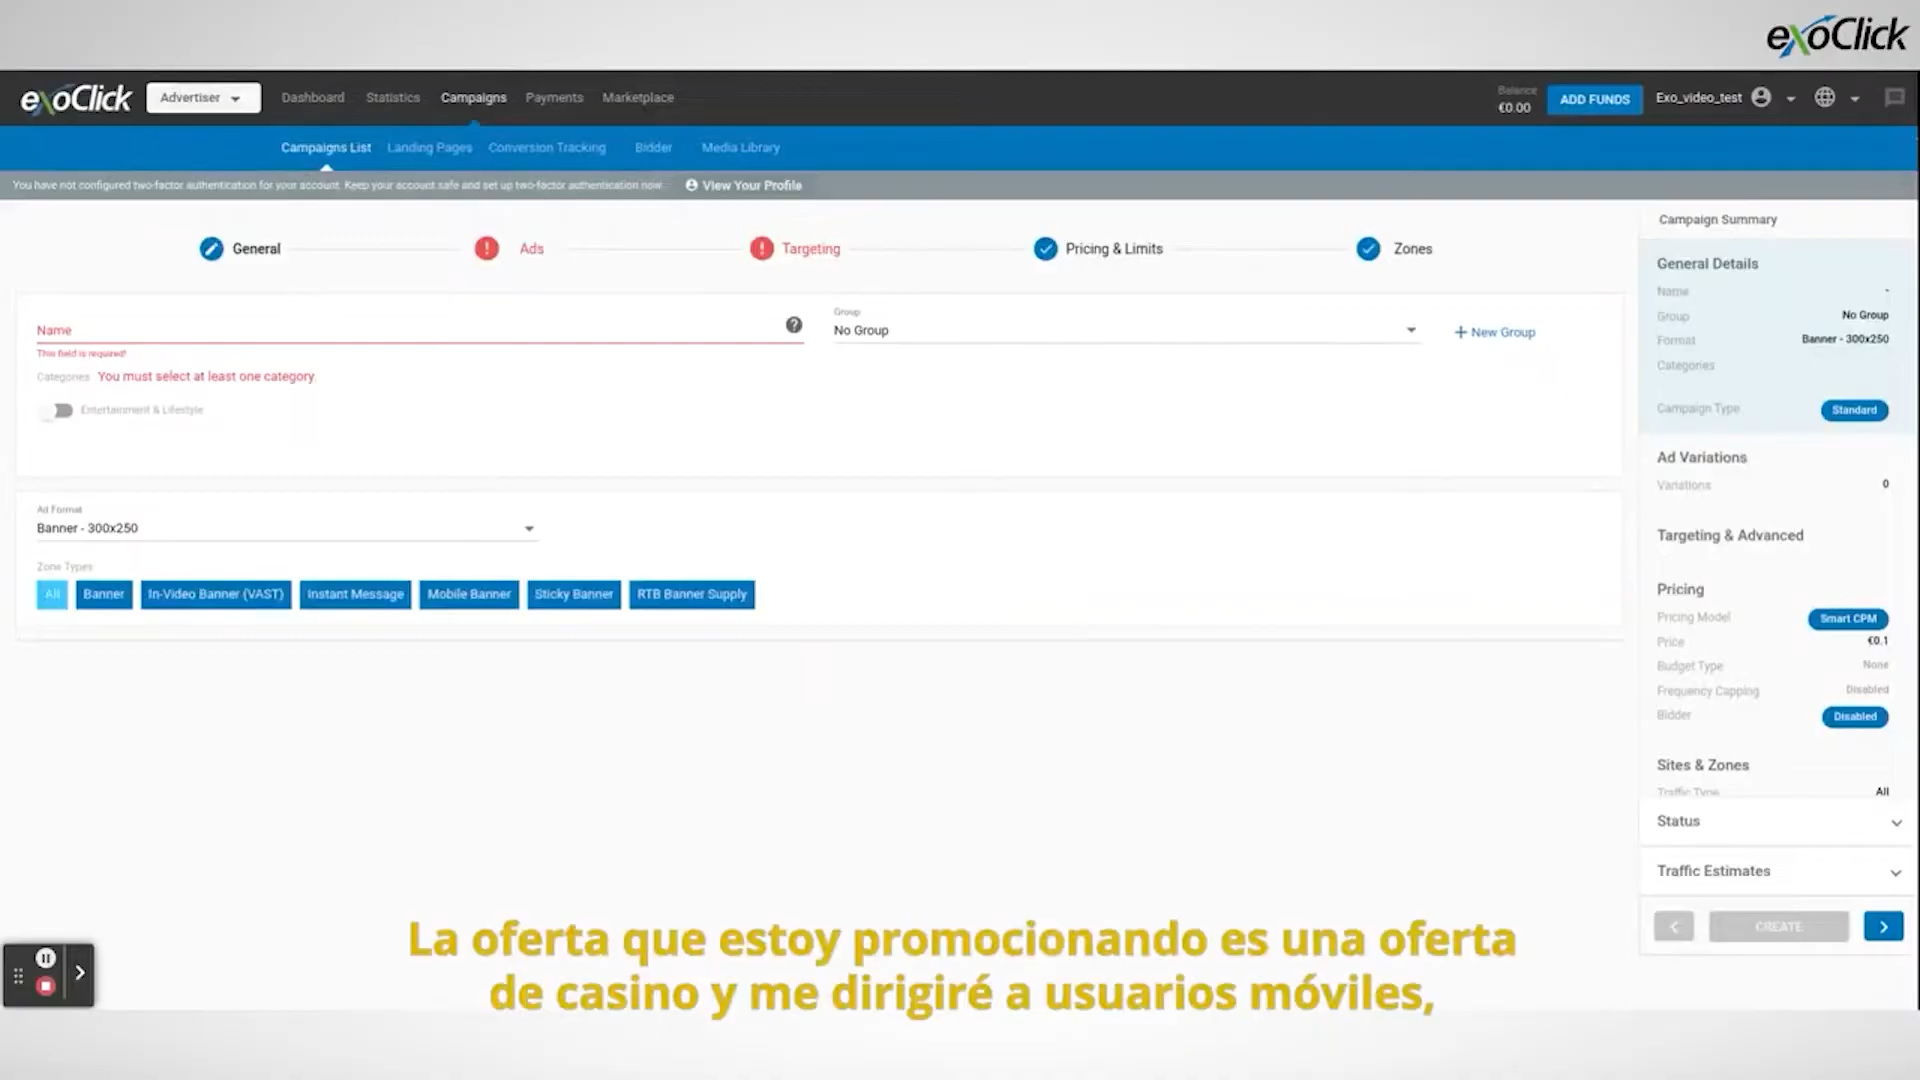 exoClick
exoClick
Advertiser
Dashboard
Statistics
Campaigns
Payments
Marketplace
Balance
€0.00
ADD FUNDS
Exo_video_test
Campaigns List
Landing Pages
Conversion Tracking
Bidder
Media Library
You have not configured two-factor authentication for your account. Keep your account safe and set up two-factor authentication now.
View Your Profile
General
Ads
Targeting
Pricing & Limits
Zones
Name
This field is required!
Group
No Group
+ New Group
Categories You must select at least one category.
Entertainment & Lifestyle
Ad Format
Banner - 300x250
Zone Types
All
Banner
In-Video Banner (VAST)
Instant Message
Mobile Banner
Sticky Banner
RTB Banner Supply
Campaign Summary
General Details
Name -
Group No Group
Format Banner - 300x250
Categories
Campaign Type Standard
Ad Variations
Variations 0
Targeting & Advanced
Pricing
Pricing Model Smart CPM
Price €0.1
Budget Type None
Frequency Capping Disabled
Bidder Disabled
Sites & Zones
Traffic Type All
Status
Traffic Estimates
CREATE
La oferta que estoy promocionando es una oferta
de casino y me dirigiré a usuarios móviles,